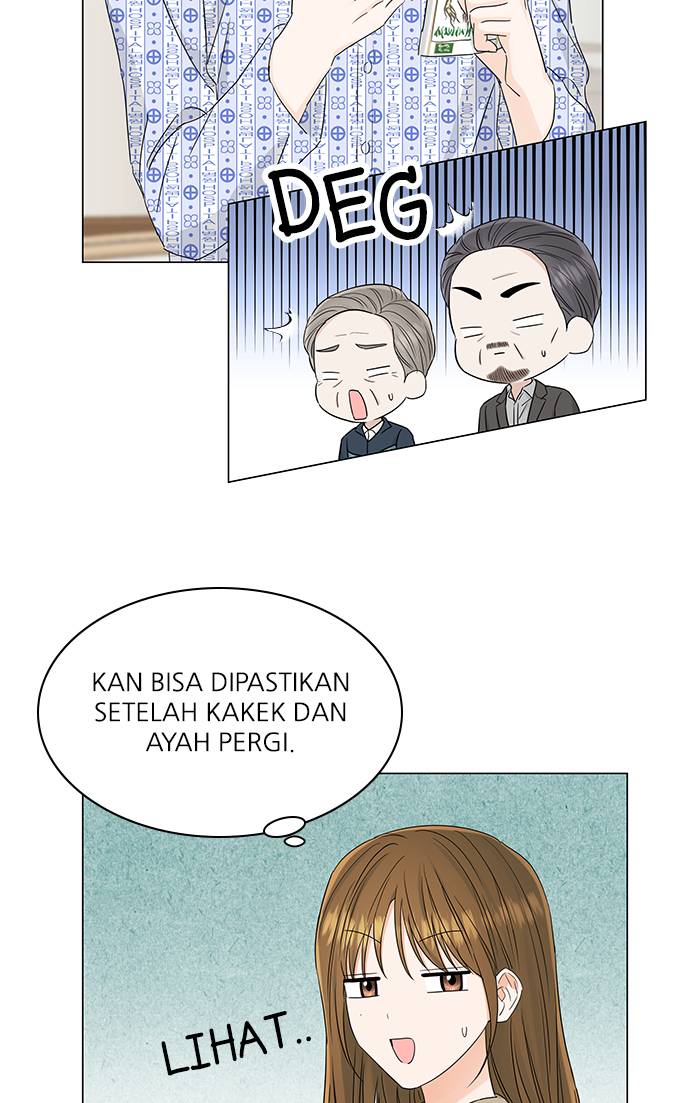 DEG
KAN BISA DIPASTIKAN
SETELAH KAKEK DAN
AYAH PERGI.
LIHAT..